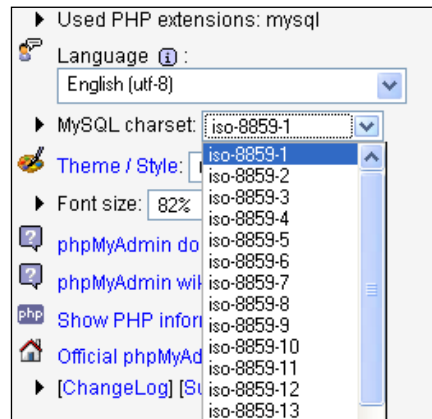 Used PHP extensions: mysql
Language i :
English (utf-8)
MySQL charset: iso-8859-1
iso-8859-1
Theme / Style:
iso-8859-2
iso-8859-3
Font size: 82%
iso-8859-4
iso-8859-5
phpMyAdmin do
iso-8859-6
phpMyAdmin wik
iso-8859-7
iso-8859-8
php Show PHP inforr
iso-8859-9
iso-8859-10
Official phpMyAd
iso-8859-11
[ChangeLog] [Su
iso-8859-12
iso-8859-13